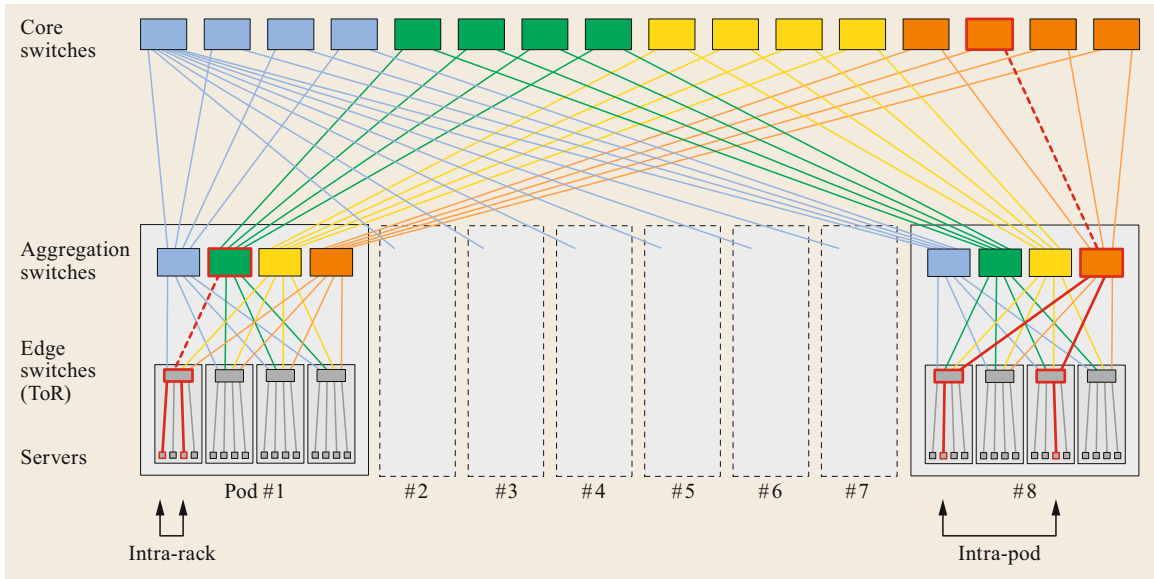 Core
switches
Aggregation
switches
Edge
switches
(ToR)
Servers
Pod #1
#2
#3
#4
#5
#6
#7
#8
Intra-rack
Intra-pod